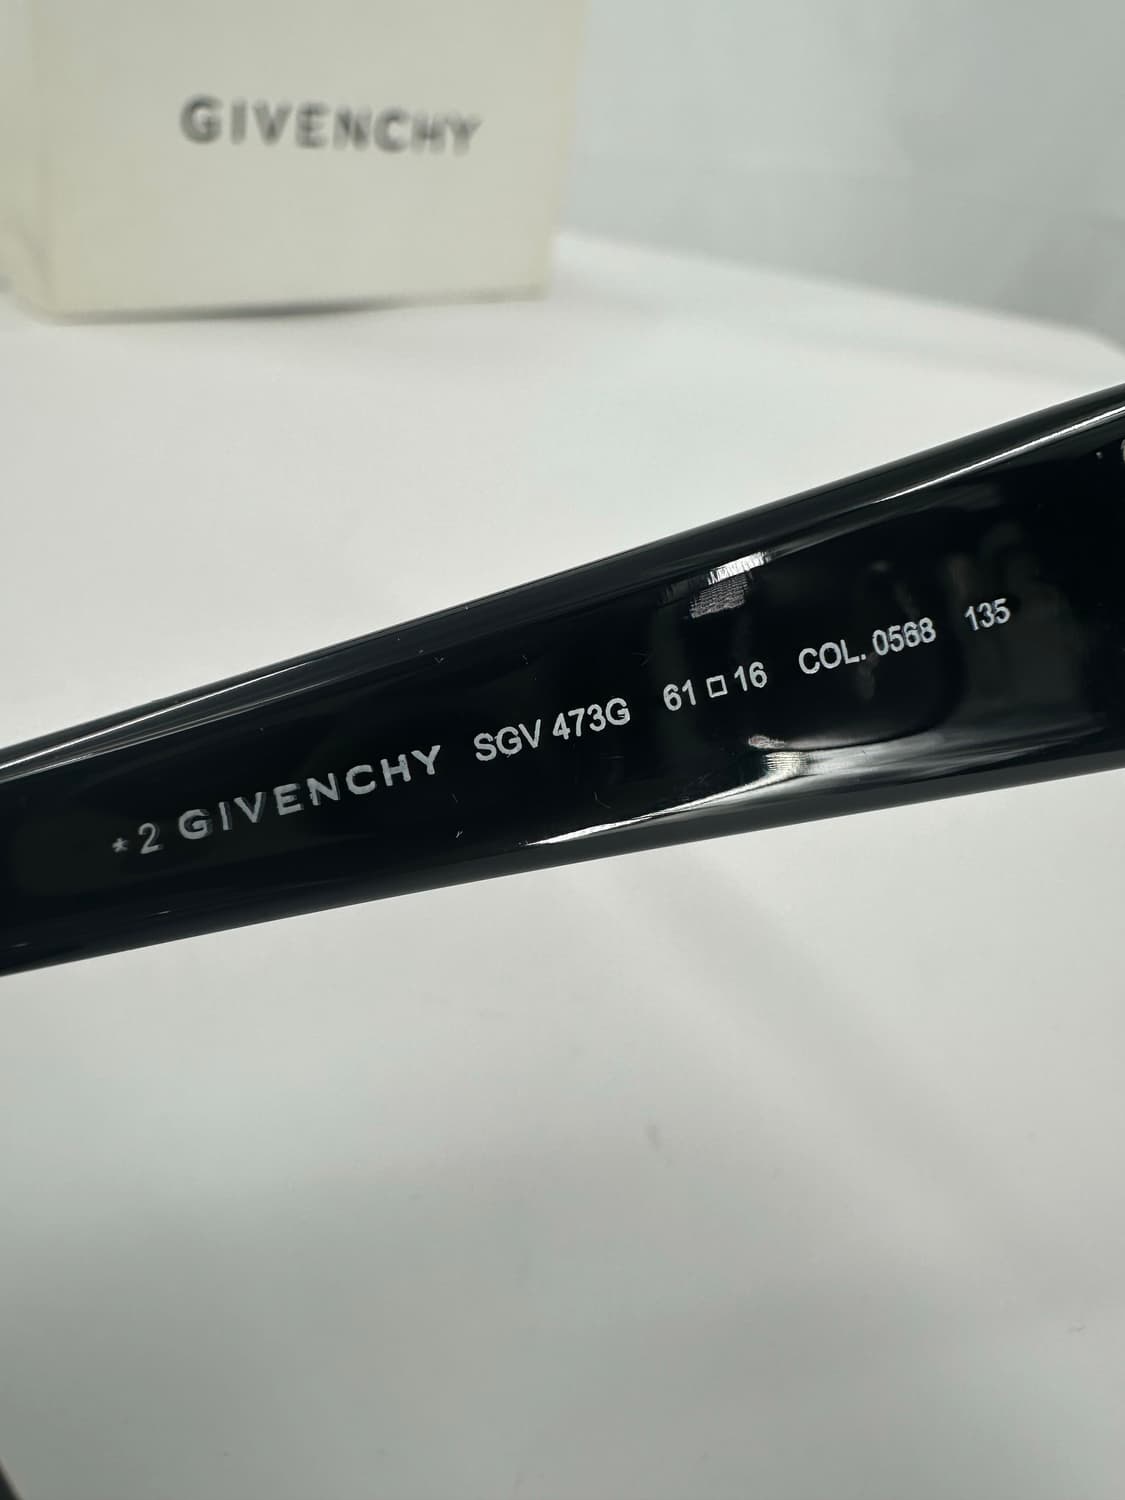 GIVENCHY
*2 GIVENCHY SGV 473G 61□16 COL. 0568 135